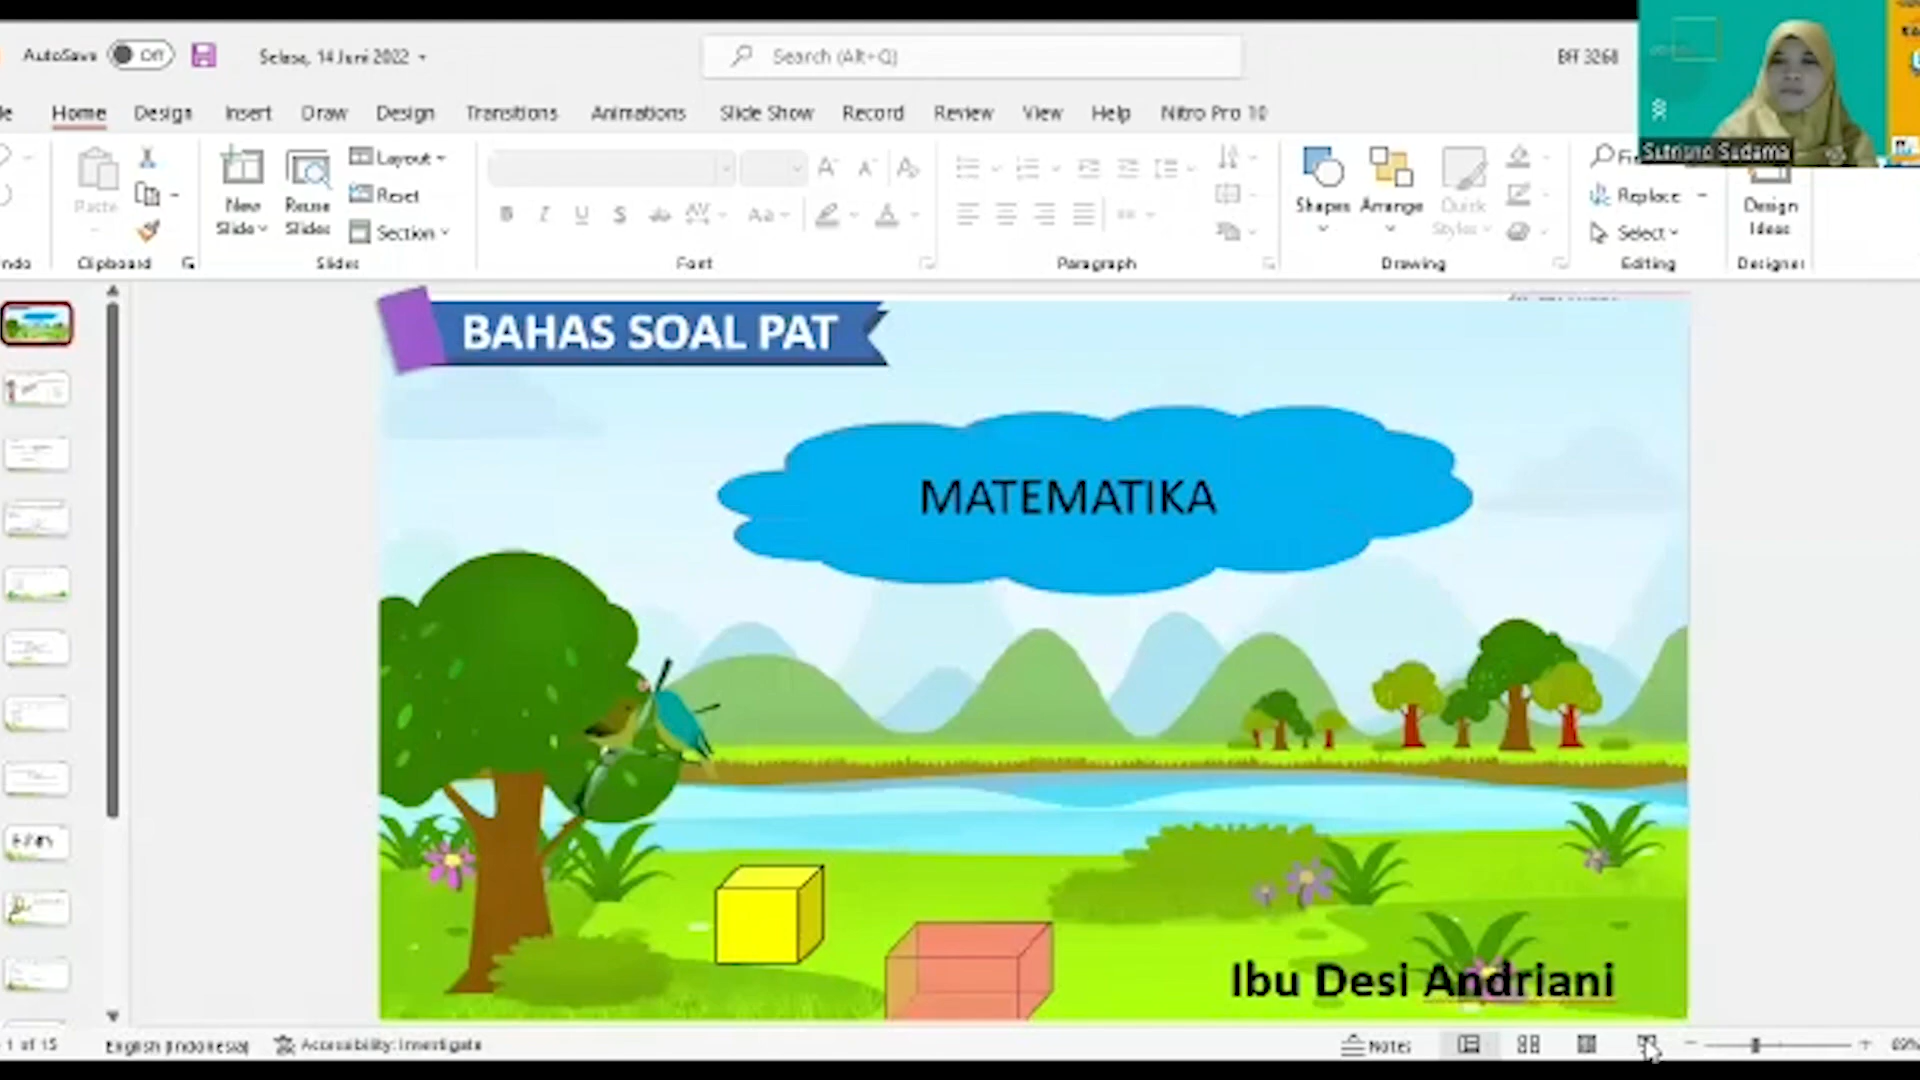 AutoSave Off Selasa, 14 Juni 2022 Search (Alt+Q)
Home Design Insert Draw Design Transitions Animations Slide Show Record Review View Help Nitro Pro 10
Sutrisno Sudama
Paste
New Slide
Reuse Slides
Layout
Reset
Section
Shapes
Arrange
Quick Styles
Replace
Select
Design Ideas
Clipboard Slides Font Paragraph Drawing Editing Designer
BAHAS SOAL PAT
MATEMATIKA
Ibu Desi Andriani
1 of 15 English (Indonesia) Accessibility: Investigate Notes